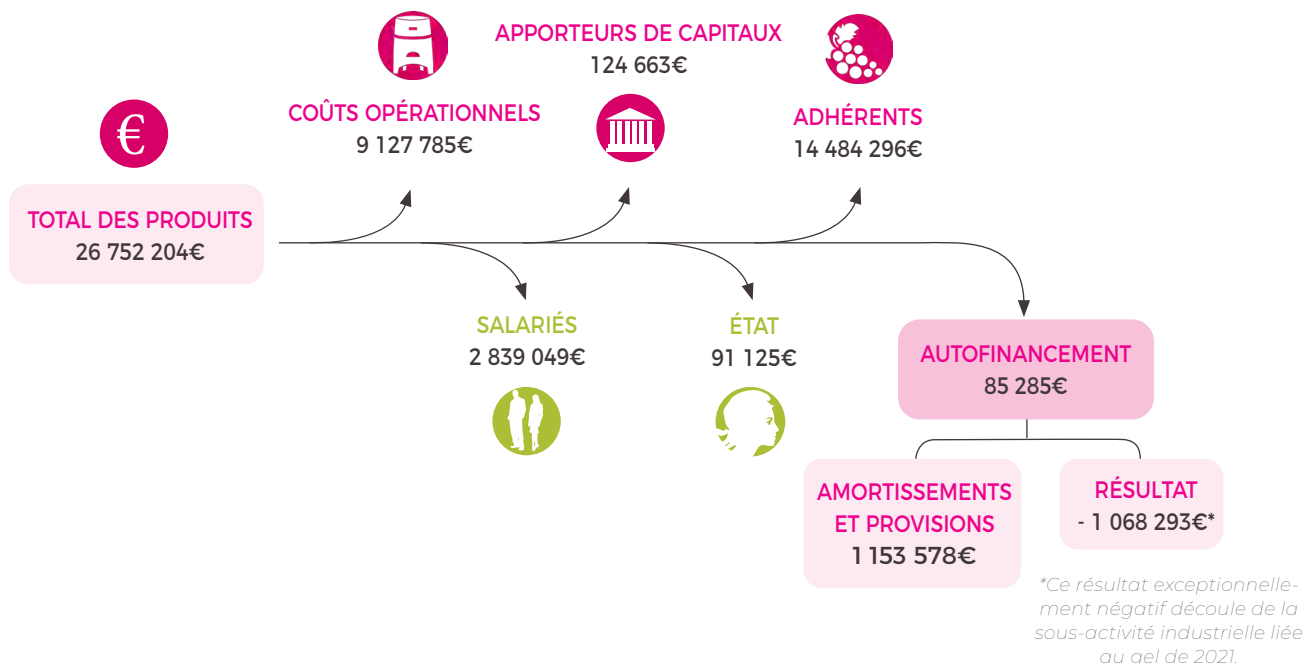 APPORTEURS DE CAPITAUX
124 663€
COÛTS OPÉRATIONNELS
9 127 785€
ADHÉRENTS
14 484 296€
€
TOTAL DES PRODUITS
26 752 204€
SALARIÉS
2 839 049€
ÉTAT
91 125€
AUTOFINANCEMENT
85 285€
AMORTISSEMENTS
ET PROVISIONS
1 153 578€
RÉSULTAT
- 1 068 293€*
*Ce résultat exceptionnelle-
ment négatif découle de la
sous-activité industrielle liée
au gel de 2021.